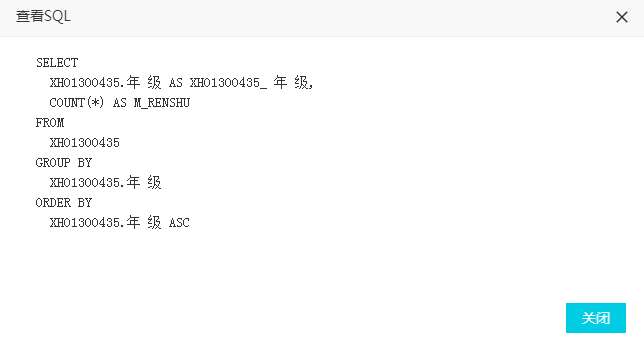 查看SQL
SELECT
XH01300435.年 级 AS XH01300435_ 年 级,
COUNT(*) AS M_RENSHU
FROM
XH01300435
GROUP BY
XH01300435.年 级
ORDER BY
XH01300435.年 级 ASC
关闭